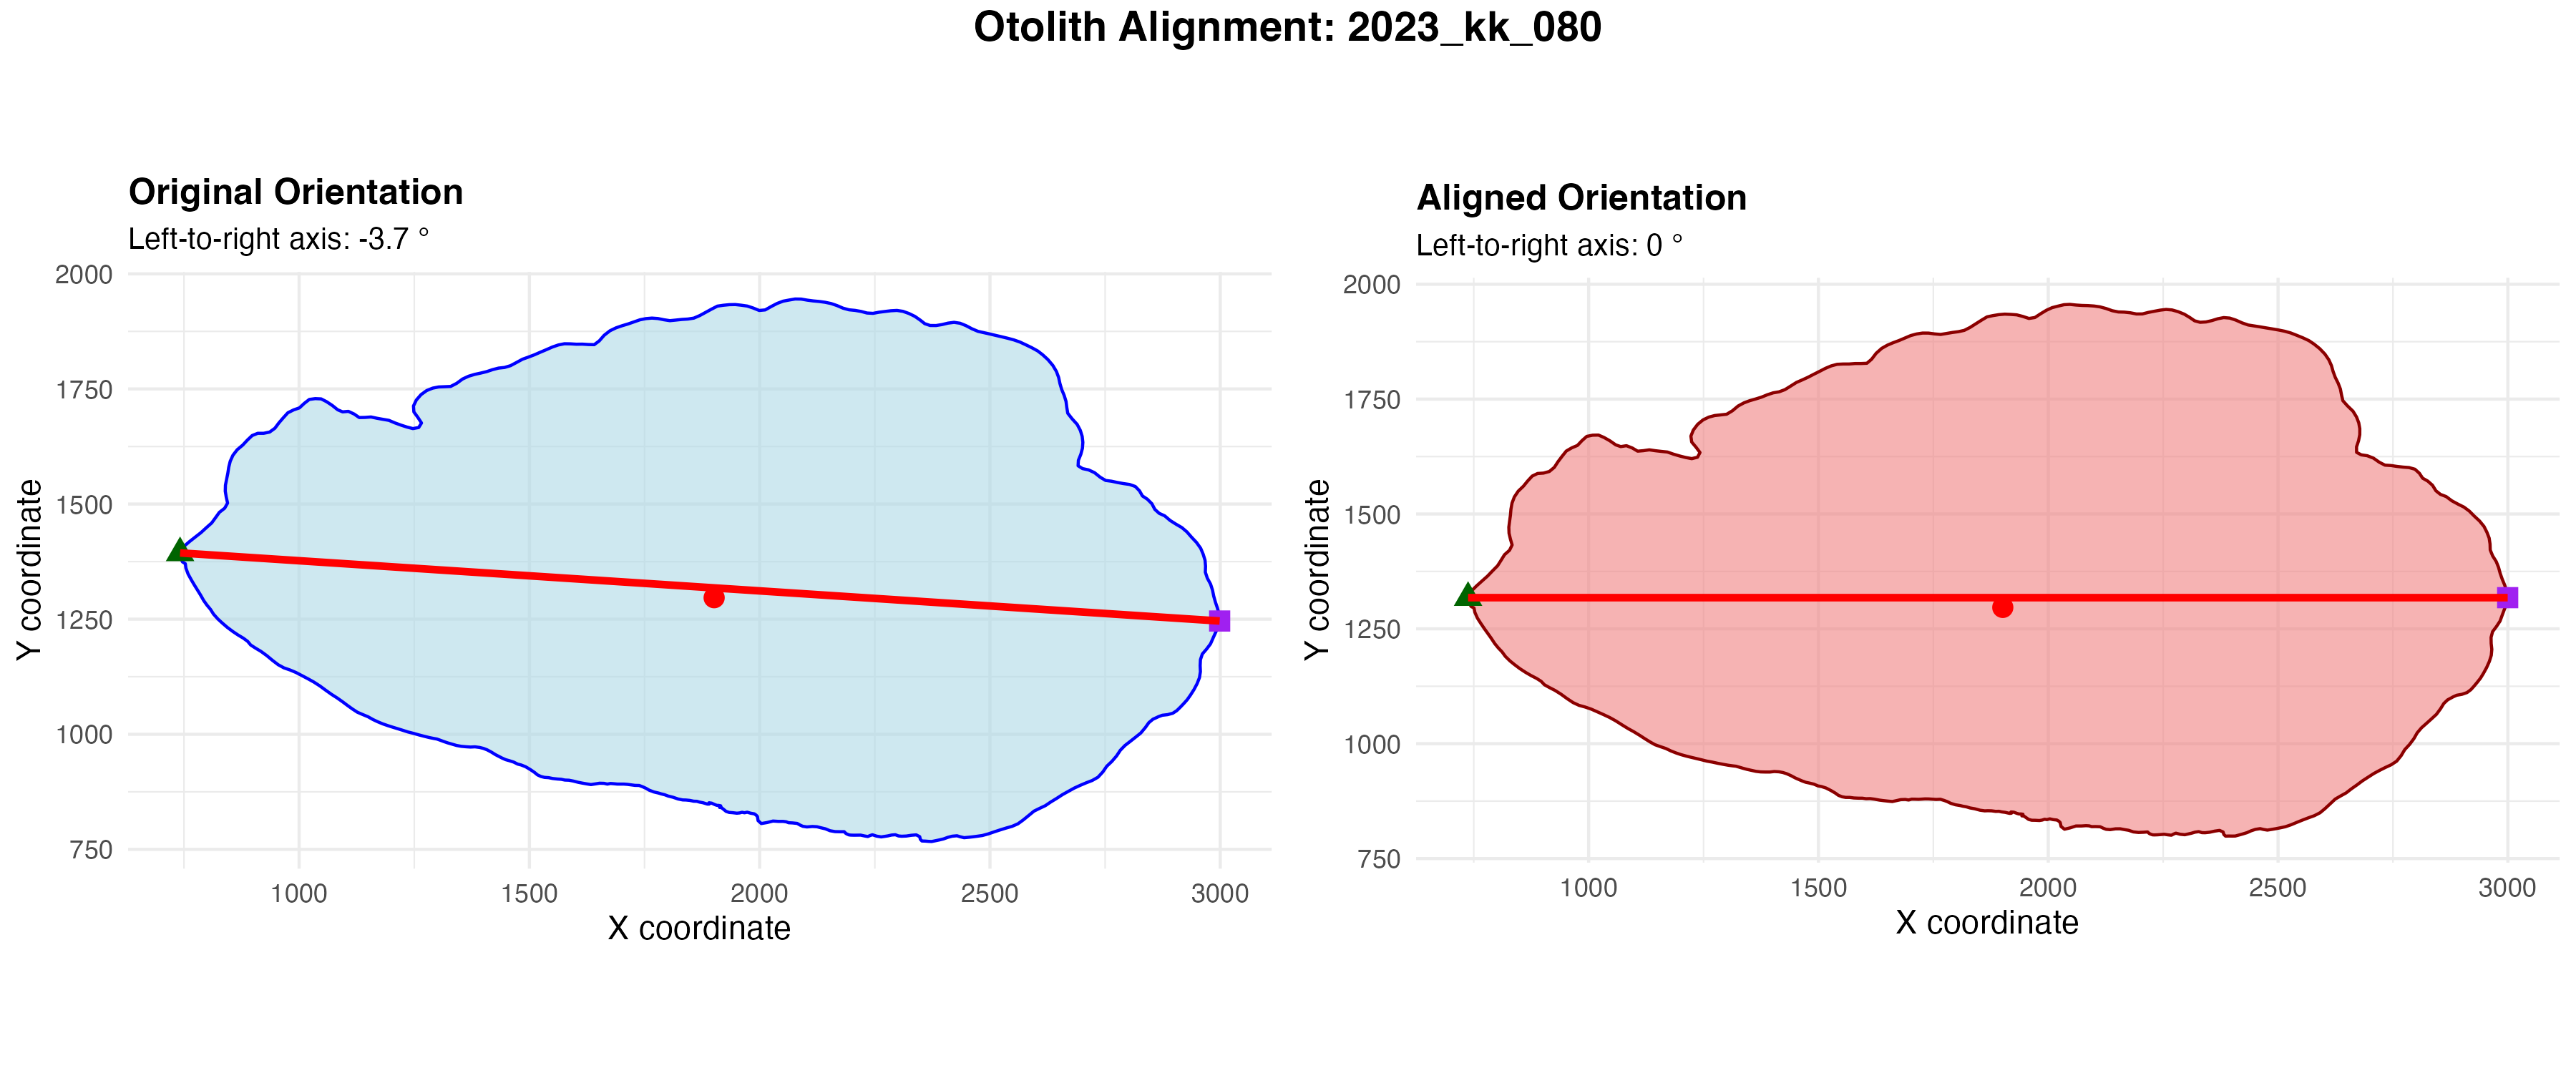 Otolith Alignment: 2023_kk_080
Original Orientation
Left-to-right axis: -3.7 °
2000
1750
1500
1250
1000
750
Y coordinate
1000 1500 2000 2500 3000
X coordinate
Aligned Orientation
Left-to-right axis: 0 °
2000
1750
1500
1250
1000
750
Y coordinate
1000 1500 2000 2500 3000
X coordinate